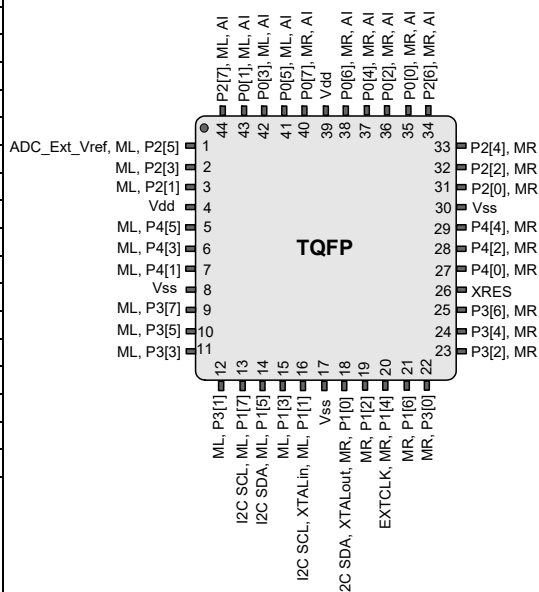 P2[7], ML, AI
P0[1], ML, AI
P0[3], ML, AI
P0[5], ML, AI
P0[7], MR, AI
Vdd
P0[6], MR, AI
P0[4], MR, AI
P0[2], MR, AI
P0[0], MR, AI
P2[6], MR, AI
44
43
42
41
40
39
38
37
36
35
34
ADC_Ext_Vref, ML, P2[5] 1
ML, P2[3] 2
ML, P2[1] 3
Vdd 4
ML, P4[5] 5
ML, P4[3] 6
ML, P4[1] 7
Vss 8
ML, P3[7] 9
ML, P3[5] 10
ML, P3[3] 11
TQFP
33 P2[4], MR
32 P2[2], MR
31 P2[0], MR
30 Vss
29 P4[4], MR
28 P4[2], MR
27 P4[0], MR
26 XRES
25 P3[6], MR
24 P3[4], MR
23 P3[2], MR
12
13
14
15
16
17
18
19
20
21
22
ML, P3[1]
I2C SCL, ML, P1[7]
I2C SDA, ML, P1[5]
ML, P1[3]
I2C SCL, XTALin, ML, P1[1]
Vss
2C SDA, XTALout, MR, P1[0]
MR, P1[2]
EXTCLK, MR, P1[4]
MR, P1[6]
MR, P3[0]